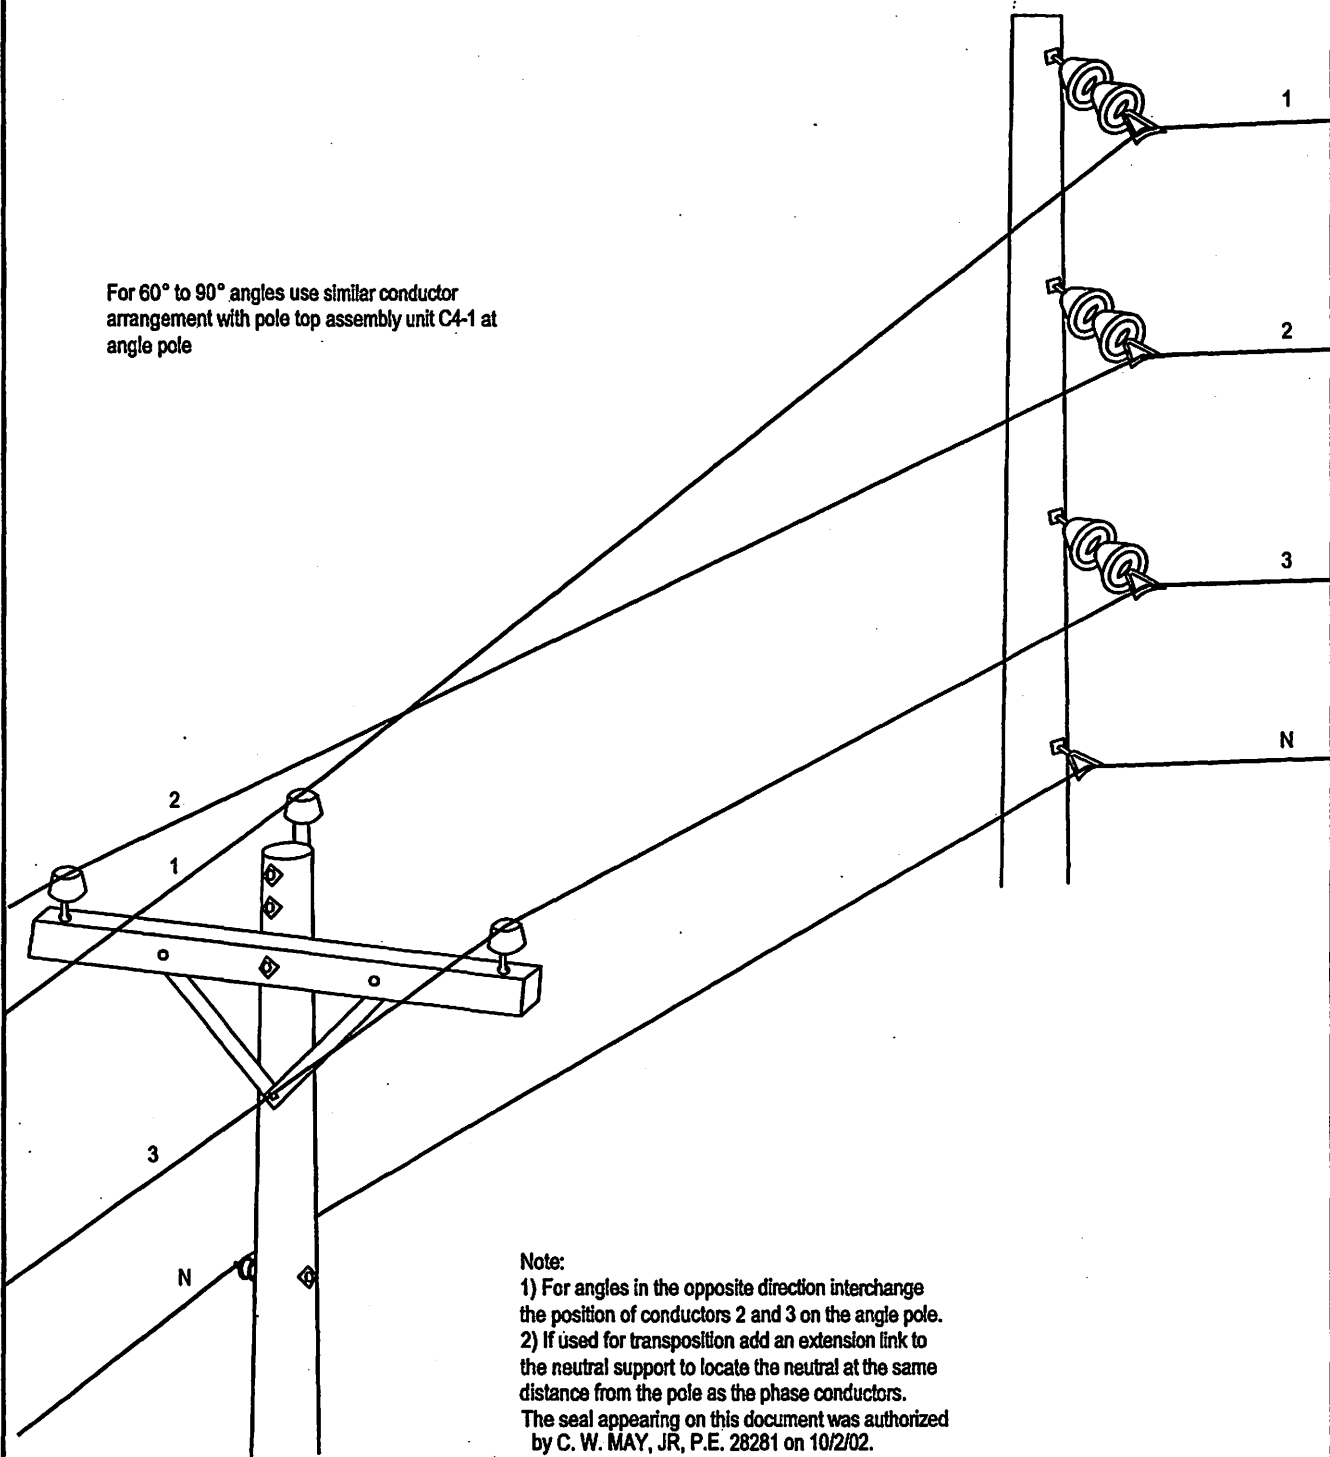 1
For 60° to 90° angles use similar conductor
arrangement with pole top assembly unit C4-1 at
angle pole
2
3
N
2
1
3
N
Note:
1) For angles in the opposite direction interchange
the position of conductors 2 and 3 on the angle pole.
2) If used for transposition add an extension link to
the neutral support to locate the neutral at the same
distance from the pole as the phase conductors.
The seal appearing on this document was authorized
by C. W. MAY, JR, P.E. 28281 on 10/2/02.